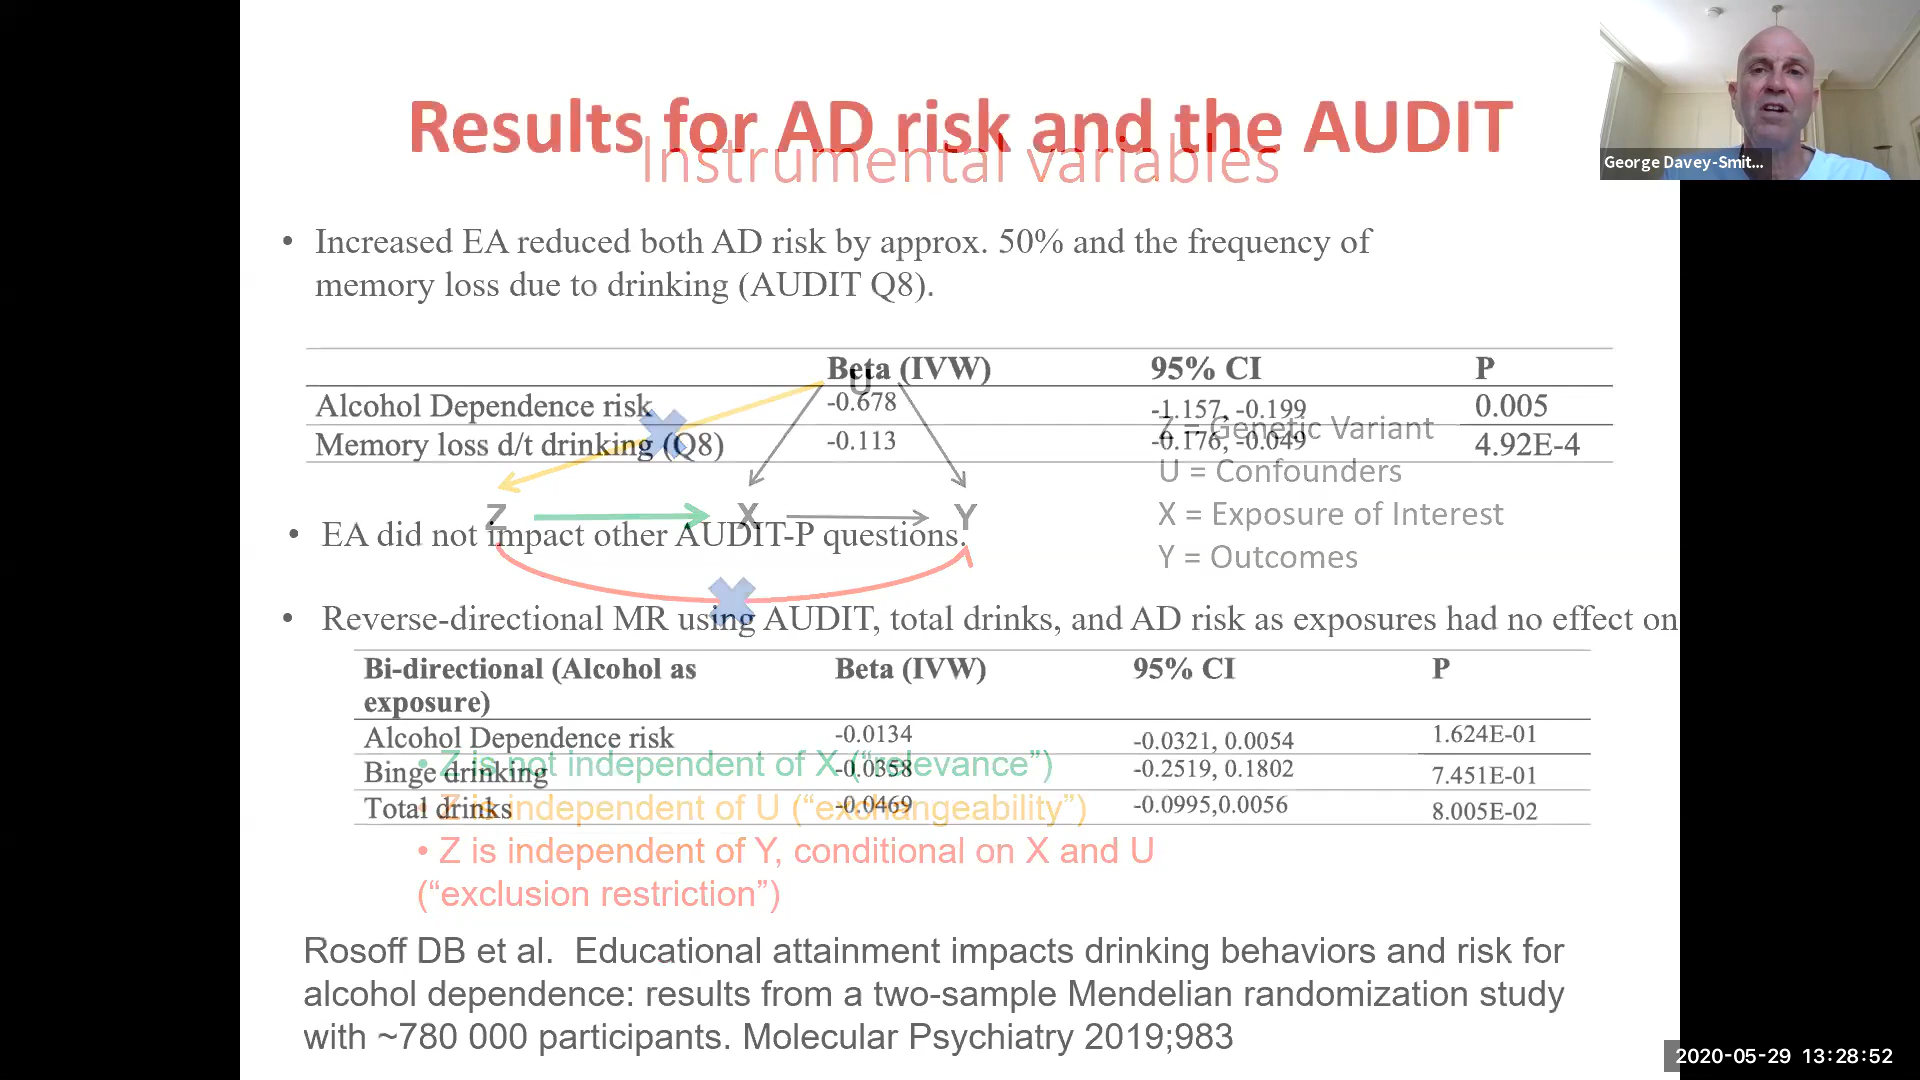 Results for AD risk and the AUDIT
Instrumental variables
George Davey-Smit...
• Increased EA reduced both AD risk by approx. 50% and the frequency of
memory loss due to drinking (AUDIT Q8).
Beta (IVW) 95% CI P
Alcohol Dependence risk -0.678 -1.157, -0.199 0.005
Memory loss d/t drinking (Q8) -0.113 -0.176, -0.049 4.92E-4
U
Z = Genetic Variant
U = Confounders
X = Exposure of Interest
Y = Outcomes
Z X Y
• EA did not impact other AUDIT-P questions.
• Reverse-directional MR using AUDIT, total drinks, and AD risk as exposures had no effect on
Bi-directional (Alcohol as Beta (IVW) 95% CI P
exposure)
Alcohol Dependence risk -0.0134 -0.0321, 0.0054 1.624E-01
Binge drinking -0.0358 -0.2519, 0.1802 7.451E-01
Total drinks -0.0469 -0.0995,0.0056 8.005E-02
• Z is not independent of X (“relevance”)
• Z is independent of U (“exchangeability”)
• Z is independent of Y, conditional on X and U
(“exclusion restriction”)
Rosoff DB et al. Educational attainment impacts drinking behaviors and risk for
alcohol dependence: results from a two-sample Mendelian randomization study
with ~780 000 participants. Molecular Psychiatry 2019;983
2020-05-29 13:28:52